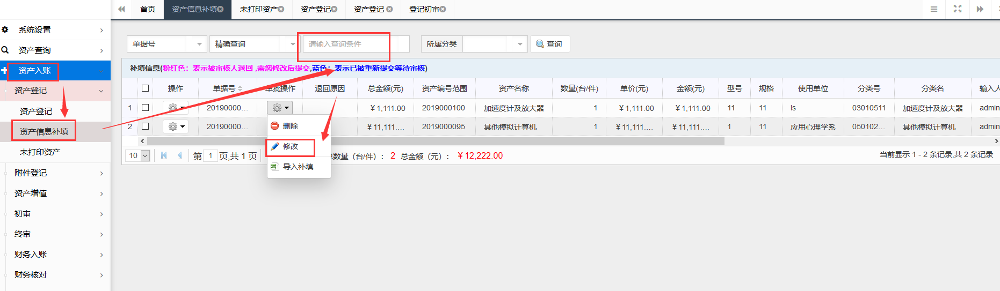 首页 资产信息补填 未打印资产 资产登记 资产登记 登记初审
系统设置
资产查询
资产入账
资产登记
资产登记
资产信息补填
未打印资产
附件登记
资产增值
初审
终审
财务入账
财务核对
单据号 精确查询 请输入查询条件 所属分类 查询
补填信息(粉红色：表示被审核人退回 ,需您修改后提交,蓝色：表示已被重新提交等待审核)
操作 单据号 单批操作 退回原因 总金额(元) 资产编号范围 资产名称 数量(台/件) 单价(元) 金额(元) 型号 规格 使用单位 分类号 分类名 输入人
1 20190000... ¥1,111.00 2019000100 加速度计及放大器 1 ¥1,111.00 ¥1,111.00 11 11 ls 03010511 加速度计及放大器 admin
2 20190000... ¥11,111.... 2019000095 其他模拟计算机 1 ¥11,111.... ¥11,111.... 1 11 应用心理学系 050102... 其他模拟计算机 admin
删除
修改
导入补填
10 第 1 页,共 1 页 数量（台/件）： 2 总金额（元）： ¥12,222.00 当前显示 1 - 2 条记录,共 2 条记录